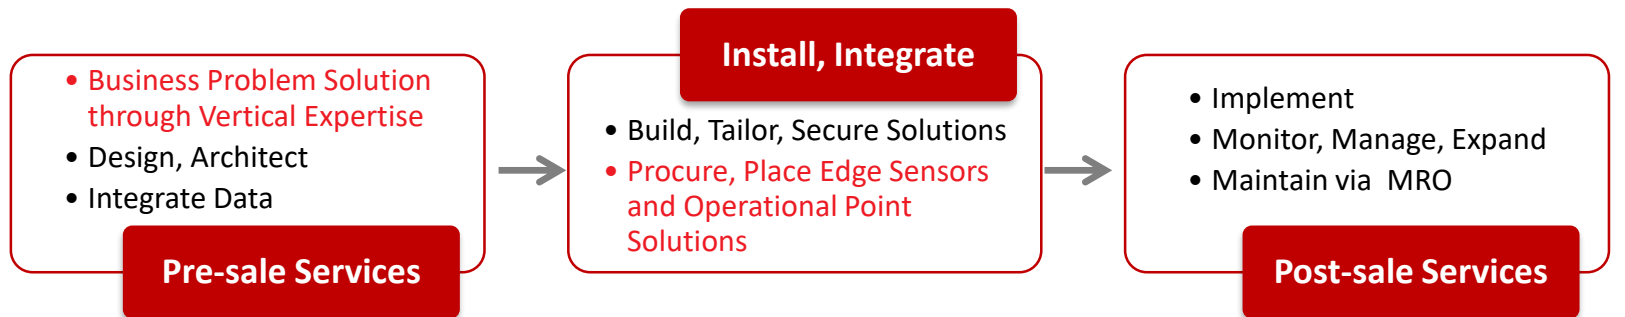 • Business Problem Solution
through Vertical Expertise
• Design, Architect
• Integrate Data
Pre-sale Services
Install, Integrate
• Build, Tailor, Secure Solutions
• Procure, Place Edge Sensors
and Operational Point
Solutions
• Implement
• Monitor, Manage, Expand
• Maintain via  MRO
Post-sale Services